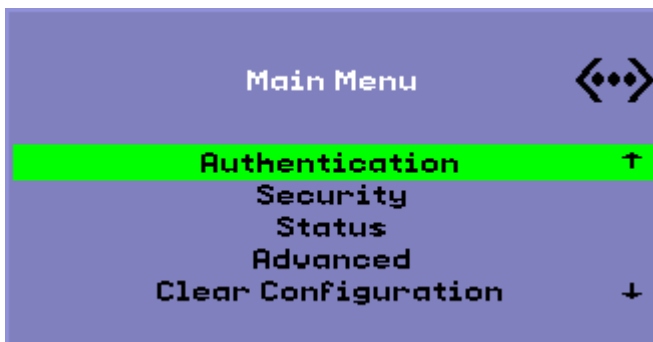 Main Menu
Authentication
Security
Status
Advanced
Clear Configuration